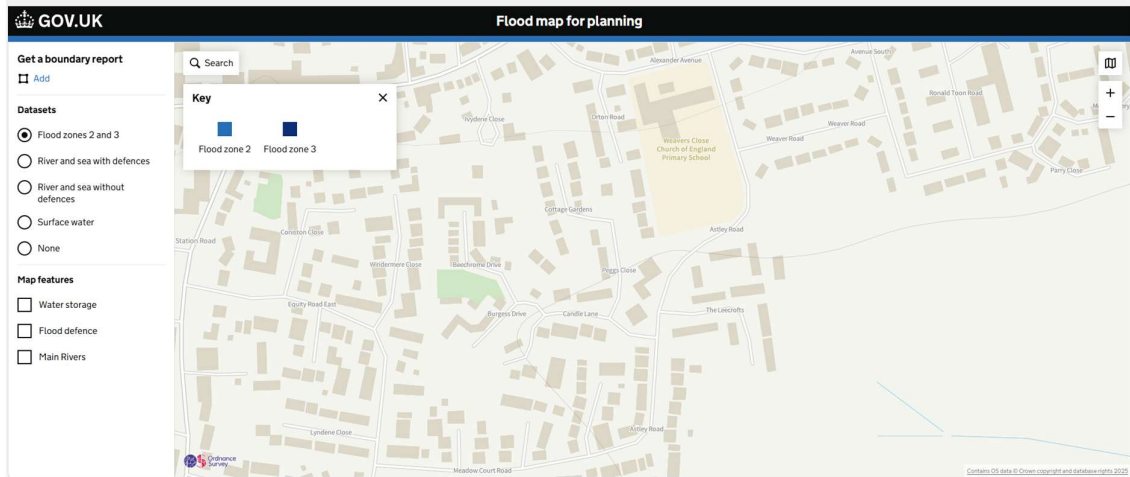 GOV.UK
Flood map for planning
Get a boundary report
Add
Datasets
Flood zones 2 and 3
River and sea with defences
River and sea without
defences
Surface water
None
Map features
Water storage
Flood defence
Main Rivers
Search
Key
Flood zone 2
Flood zone 3
Alexander Avenue
Avenue South
Ronald Toon Road
Ivydene Close
Orton Road
Weavers Close
Church of England
Primary School
Weaver Road
Weaver Road
Parry Close
Cottage Gardens
Astley Road
Station Road
Coniston Close
Windermere Close
Beechrome Drive
Peggs Close
Equity Road East
Burgess Drive
Candle Lane
The Leecrofts
Lyndene Close
Astley Road
Meadow Court Road
Ordnance
Survey
Contains OS data © Crown copyright and database rights 2025